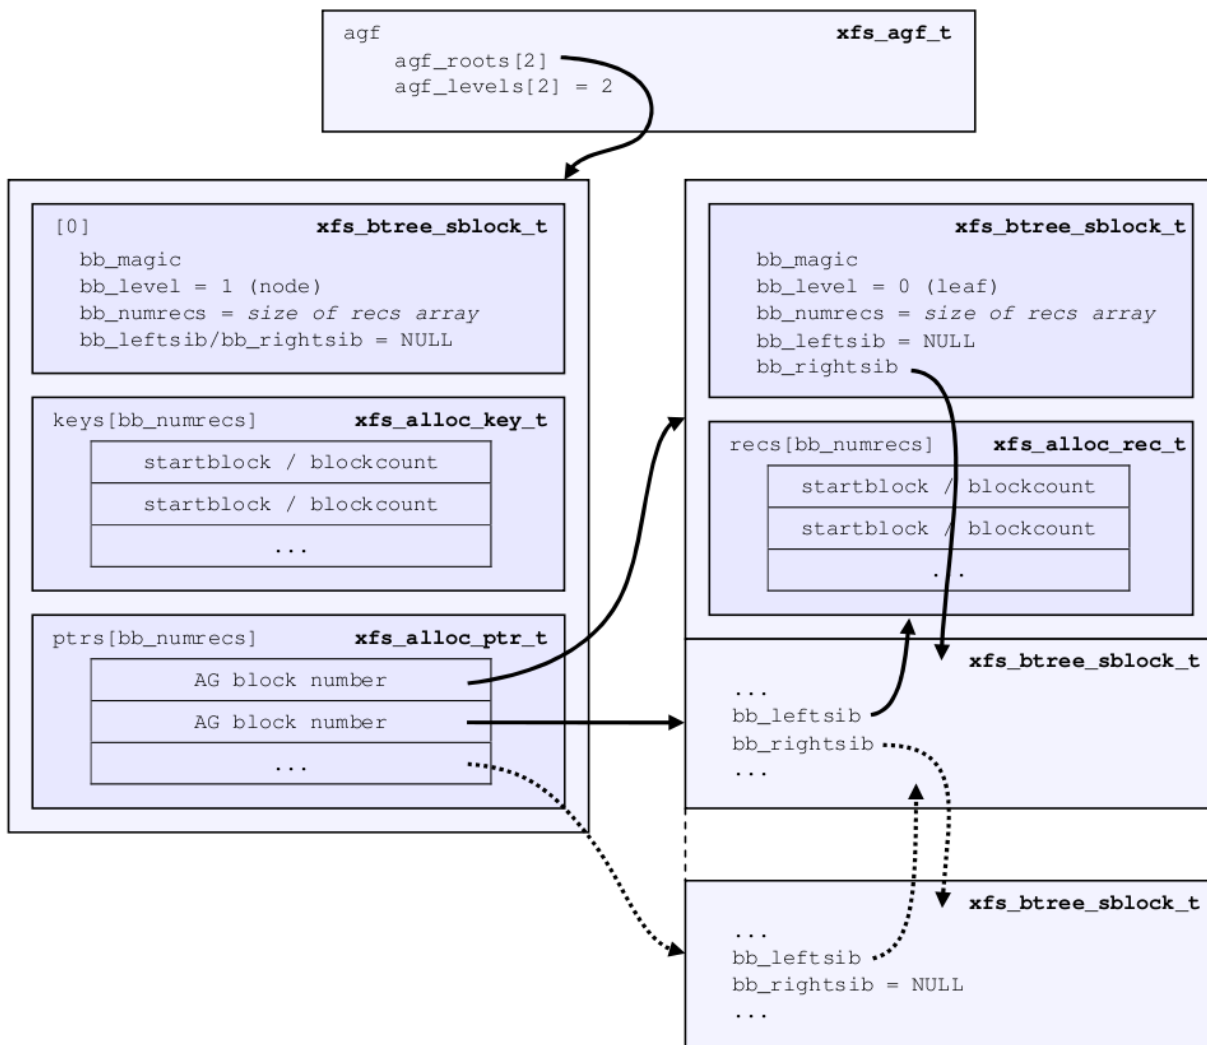 agf xfs_agf_t
agf_roots[2]
agf_levels[2] = 2
[0] xfs_btree_sblock_t
bb_magic
bb_level = 1 (node)
bb_numrecs = size of recs array
bb_leftsib/bb_rightsib = NULL
keys[bb_numrecs] xfs_alloc_key_t
startblock / blockcount
startblock / blockcount
...
ptrs[bb_numrecs] xfs_alloc_ptr_t
AG block number
AG block number
...
xfs_btree_sblock_t
bb_magic
bb_level = 0 (leaf)
bb_numrecs = size of recs array
bb_leftsib = NULL
bb_rightsib
recs[bb_numrecs] xfs_alloc_rec_t
startblock / blockcount
startblock / blockcount
...
xfs_btree_sblock_t
...
bb_leftsib
bb_rightsib
...
xfs_btree_sblock_t
...
bb_leftsib
bb_rightsib = NULL
...